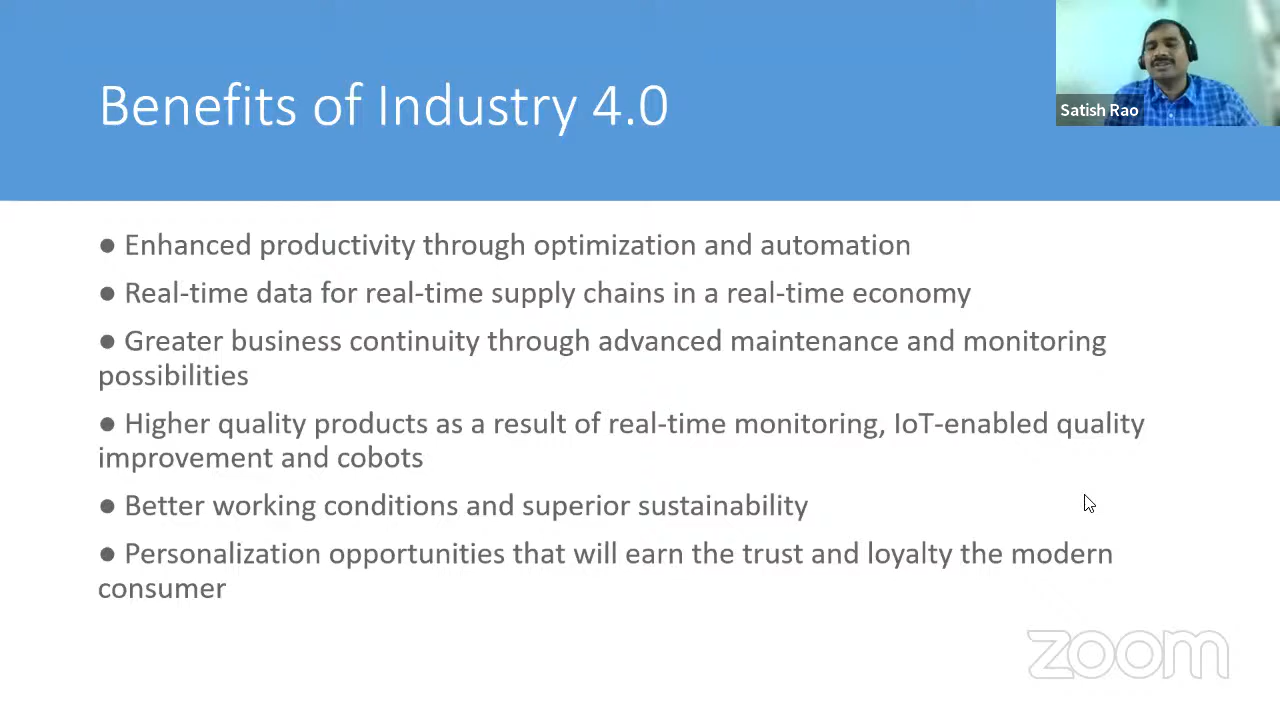 Benefits of Industry 4.0
Satish Rao
● Enhanced productivity through optimization and automation
● Real-time data for real-time supply chains in a real-time economy
● Greater business continuity through advanced maintenance and monitoring
possibilities
● Higher quality products as a result of real-time monitoring, IoT-enabled quality
improvement and cobots
● Better working conditions and superior sustainability
● Personalization opportunities that will earn the trust and loyalty the modern
consumer
zoom